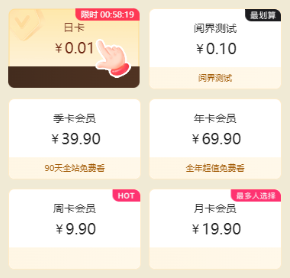 限时 00:58:19
日卡
¥0.01
最划算
阅界测试
¥0.10
阅界测试
季卡会员
¥39.90
90天全站免费看
年卡会员
¥69.90
全年超值免费看
HOT
周卡会员
¥9.90
最多人选择
月卡会员
¥19.90